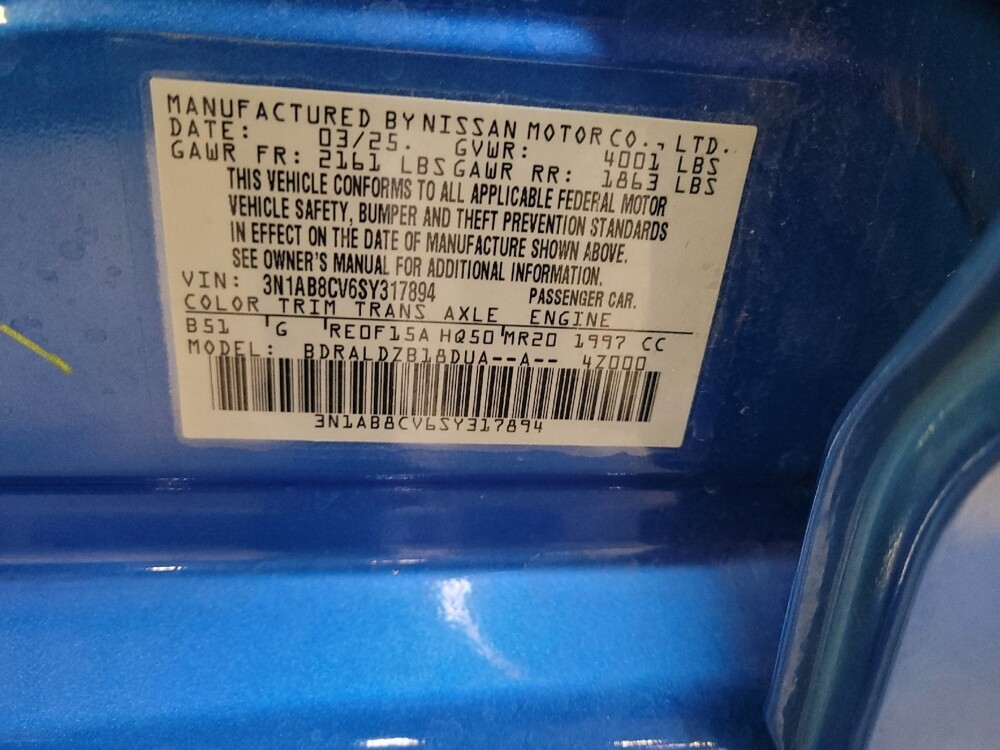 MANUFACTURED BY NISSAN MOTOR CO., LTD.
DATE: 03/25. GVWR: 4001 LBS
GAWR FR: 2161 LBS GAWR RR: 1863 LBS
THIS VEHICLE CONFORMS TO ALL APPLICABLE FEDERAL MOTOR
VEHICLE SAFETY, BUMPER AND THEFT PREVENTION STANDARDS
IN EFFECT ON THE DATE OF MANUFACTURE SHOWN ABOVE.
SEE OWNER'S MANUAL FOR ADDITIONAL INFORMATION.
VIN: 3N1AB8CV6SY317894 PASSENGER CAR.
COLOR TRIM TRANS AXLE ENGINE
B51 G RE0F15A HQ50 MR20 1997 CC
MODEL: BDRALDZB18DUA--A-- 4Z000
3N1AB8CV6SY317894